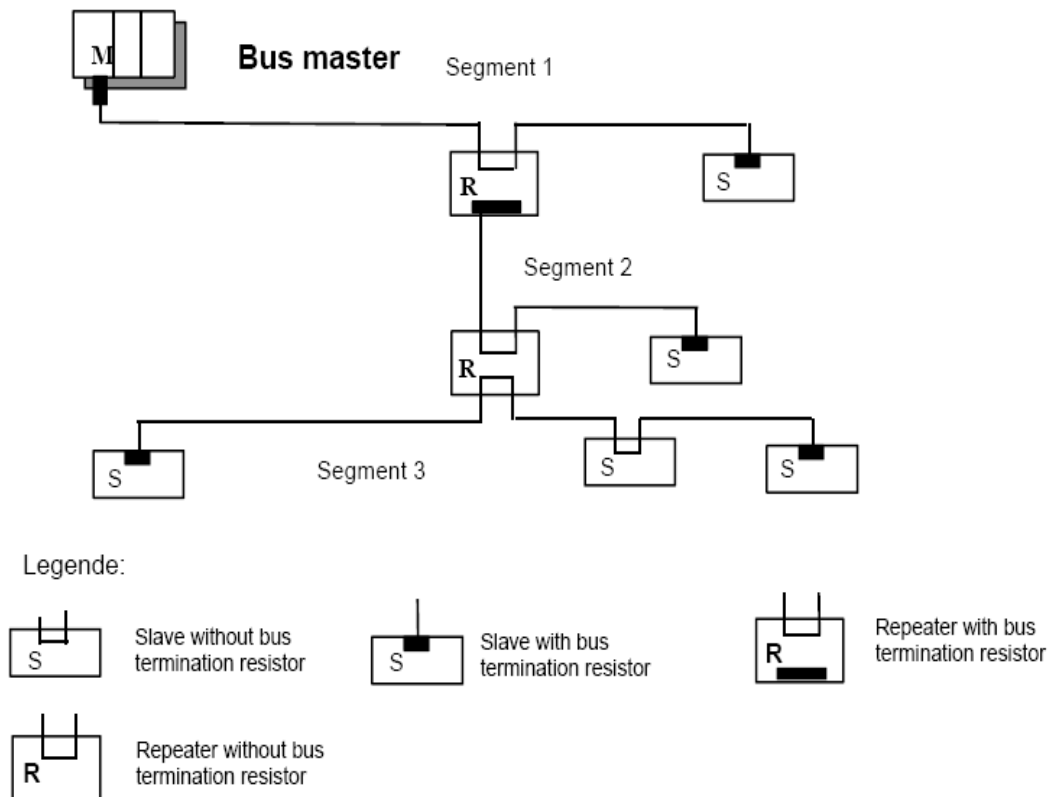 M
Bus master
Segment 1
R
S
Segment 2
R
S
S
Segment 3
S
S
Legende:
S
Slave without bus
termination resistor
S
Slave with bus
termination resistor
R
Repeater with bus
termination resistor
R
Repeater without bus
termination resistor